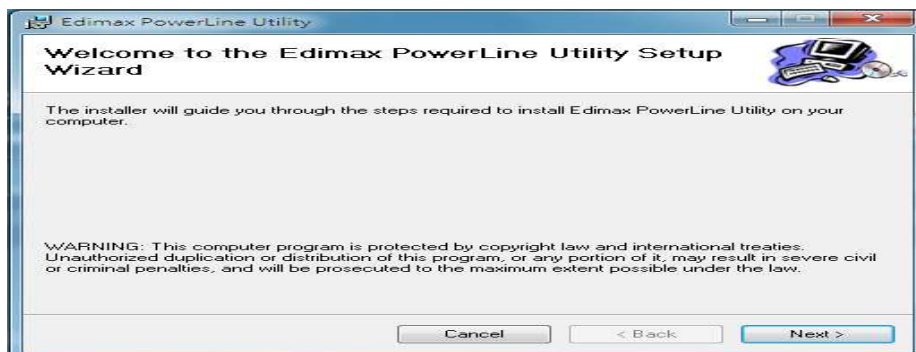 Edimax PowerLine Utility
Welcome to the Edimax PowerLine Utility Setup
Wizard
The installer will guide you through the steps required to install Edimax PowerLine Utility on your
computer.
WARNING: This computer program is protected by copyright law and international treaties.
Unauthorized duplication or distribution of this program, or any portion of it, may result in severe civil
or criminal penalties, and will be prosecuted to the maximum extent possible under the law.
Cancel < Back Next >